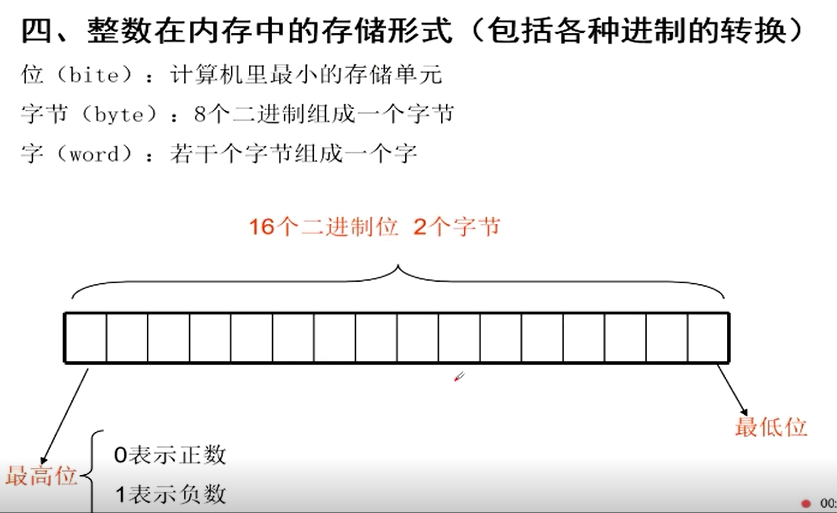 四、整数在内存中的存储形式（包括各种进制的转换）
位（bite）：计算机里最小的存储单元
字节（byte）：8个二进制组成一个字节
字（word）：若干个字节组成一个字
16个二进制位 2个字节
最低位
0表示正数
最高位
1表示负数
00: